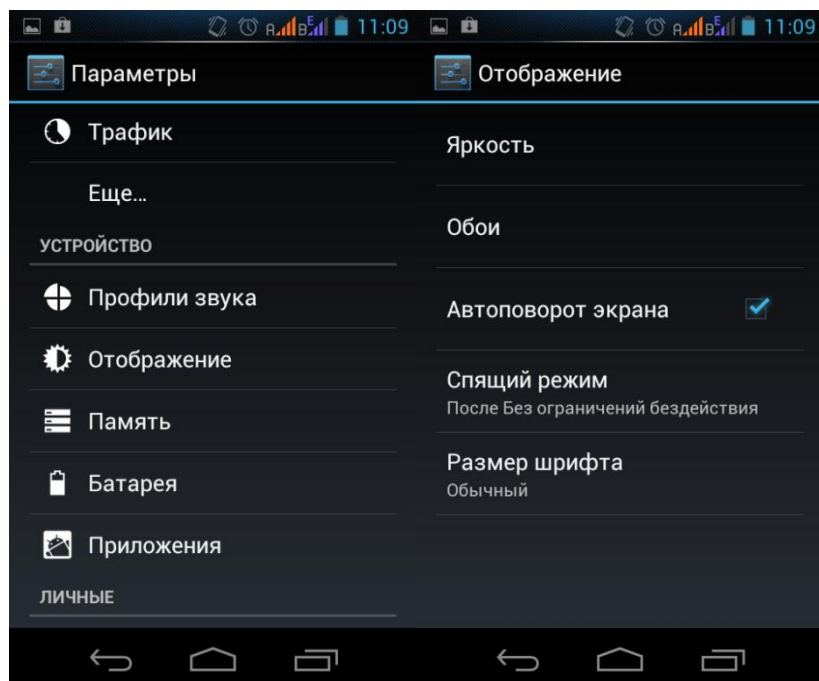 11:09
Параметры
Трафик
Еще...
УСТРОЙСТВО
Профили звука
Отображение
Память
Батарея
Приложения
ЛИЧНЫЕ
11:09
Отображение
Яркость
Обои
Автоповорот экрана
Спящий режим
После Без ограничений бездействия
Размер шрифта
Обычный